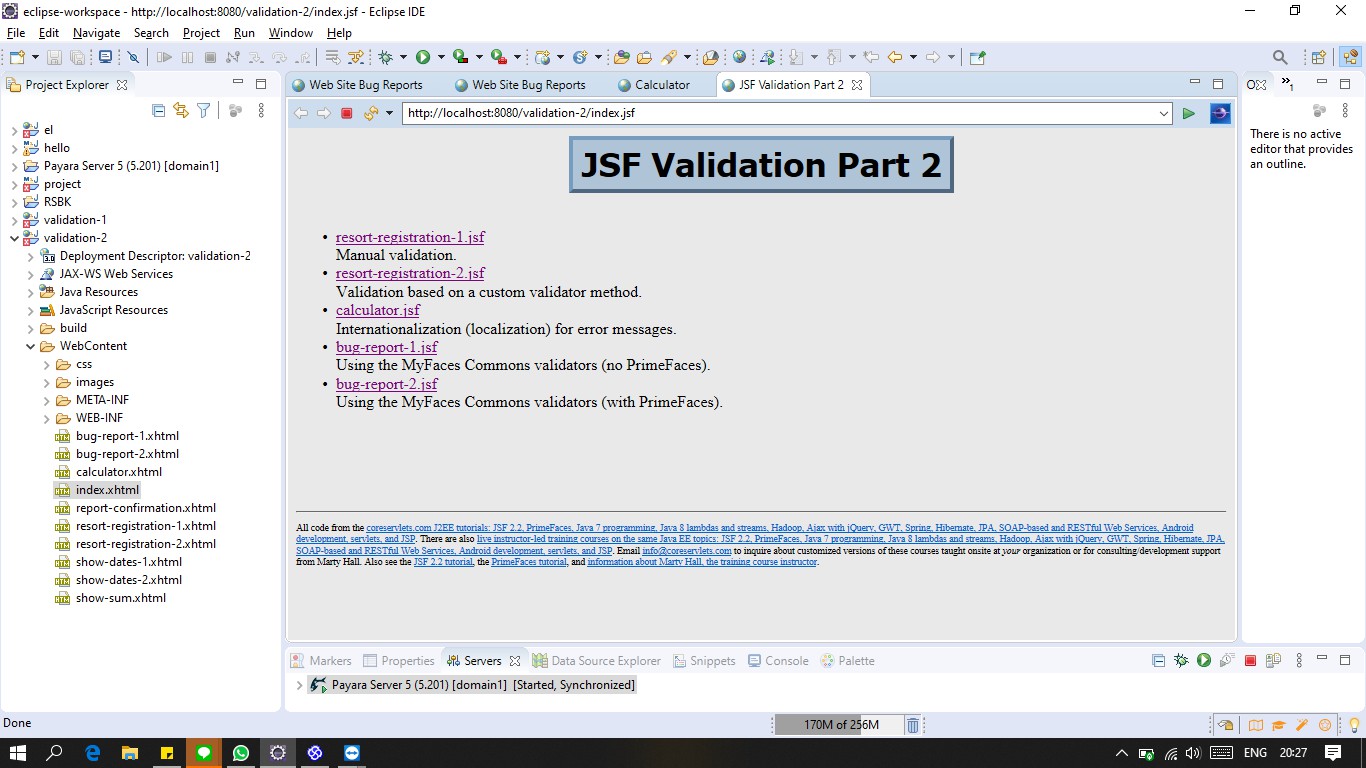 eclipse-workspace - http://localhost:8080/validation-2/index.jsf - Eclipse IDE
File Edit Navigate Search Project Run Window Help
Project Explorer
el
hello
Payara Server 5 (5.201) [domain1]
project
RSBK
validation-1
validation-2
Deployment Descriptor: validation-2
3.0
JAX-WS Web Services
Java Resources
JavaScript Resources
build
WebContent
css
images
META-INF
WEB-INF
bug-report-1.xhtml
bug-report-2.xhtml
calculator.xhtml
index.xhtml
report-confirmation.xhtml
resort-registration-1.xhtml
resort-registration-2.xhtml
show-dates-1.xhtml
show-dates-2.xhtml
show-sum.xhtml
Web Site Bug Reports Web Site Bug Reports Calculator JSF Validation Part 2
http://localhost:8080/validation-2/index.jsf
JSF Validation Part 2
• resort-registration-1.jsf
Manual validation.
• resort-registration-2.jsf
Validation based on a custom validator method.
• calculator.jsf
Internationalization (localization) for error messages.
• bug-report-1.jsf
Using the MyFaces Commons validators (no PrimeFaces).
• bug-report-2.jsf
Using the MyFaces Commons validators (with PrimeFaces).
All code from the coreservlets.com J2EE tutorials: JSF 2.2, PrimeFaces, Java 7 programming, Java 8 lambdas and streams, Hadoop, Ajax with jQuery, GWT, Spring, Hibernate, JPA, SOAP-based and RESTful Web Services, Android
development, servlets, and JSP. There are also live instructor-led training courses on the same Java EE topics: JSF 2.2, PrimeFaces, Java 7 programming, Java 8 lambdas and streams, Hadoop, Ajax with jQuery, GWT, Spring, Hibernate, JPA,
SOAP-based and RESTful Web Services, Android development, servlets, and JSP. Email info@coreservlets.com to inquire about customized versions of these courses taught onsite at your organization or for consulting/development support
from Marty Hall. Also see the JSF 2.2 tutorial, the PrimeFaces tutorial, and information about Marty Hall, the training course instructor.
O
1
There is no active
editor that provides
an outline.
Markers Properties Servers Data Source Explorer Snippets Console Palette
Payara Server 5 (5.201) [domain1] [Started, Synchronized]
Done
170M of 256M
ENG 20:27